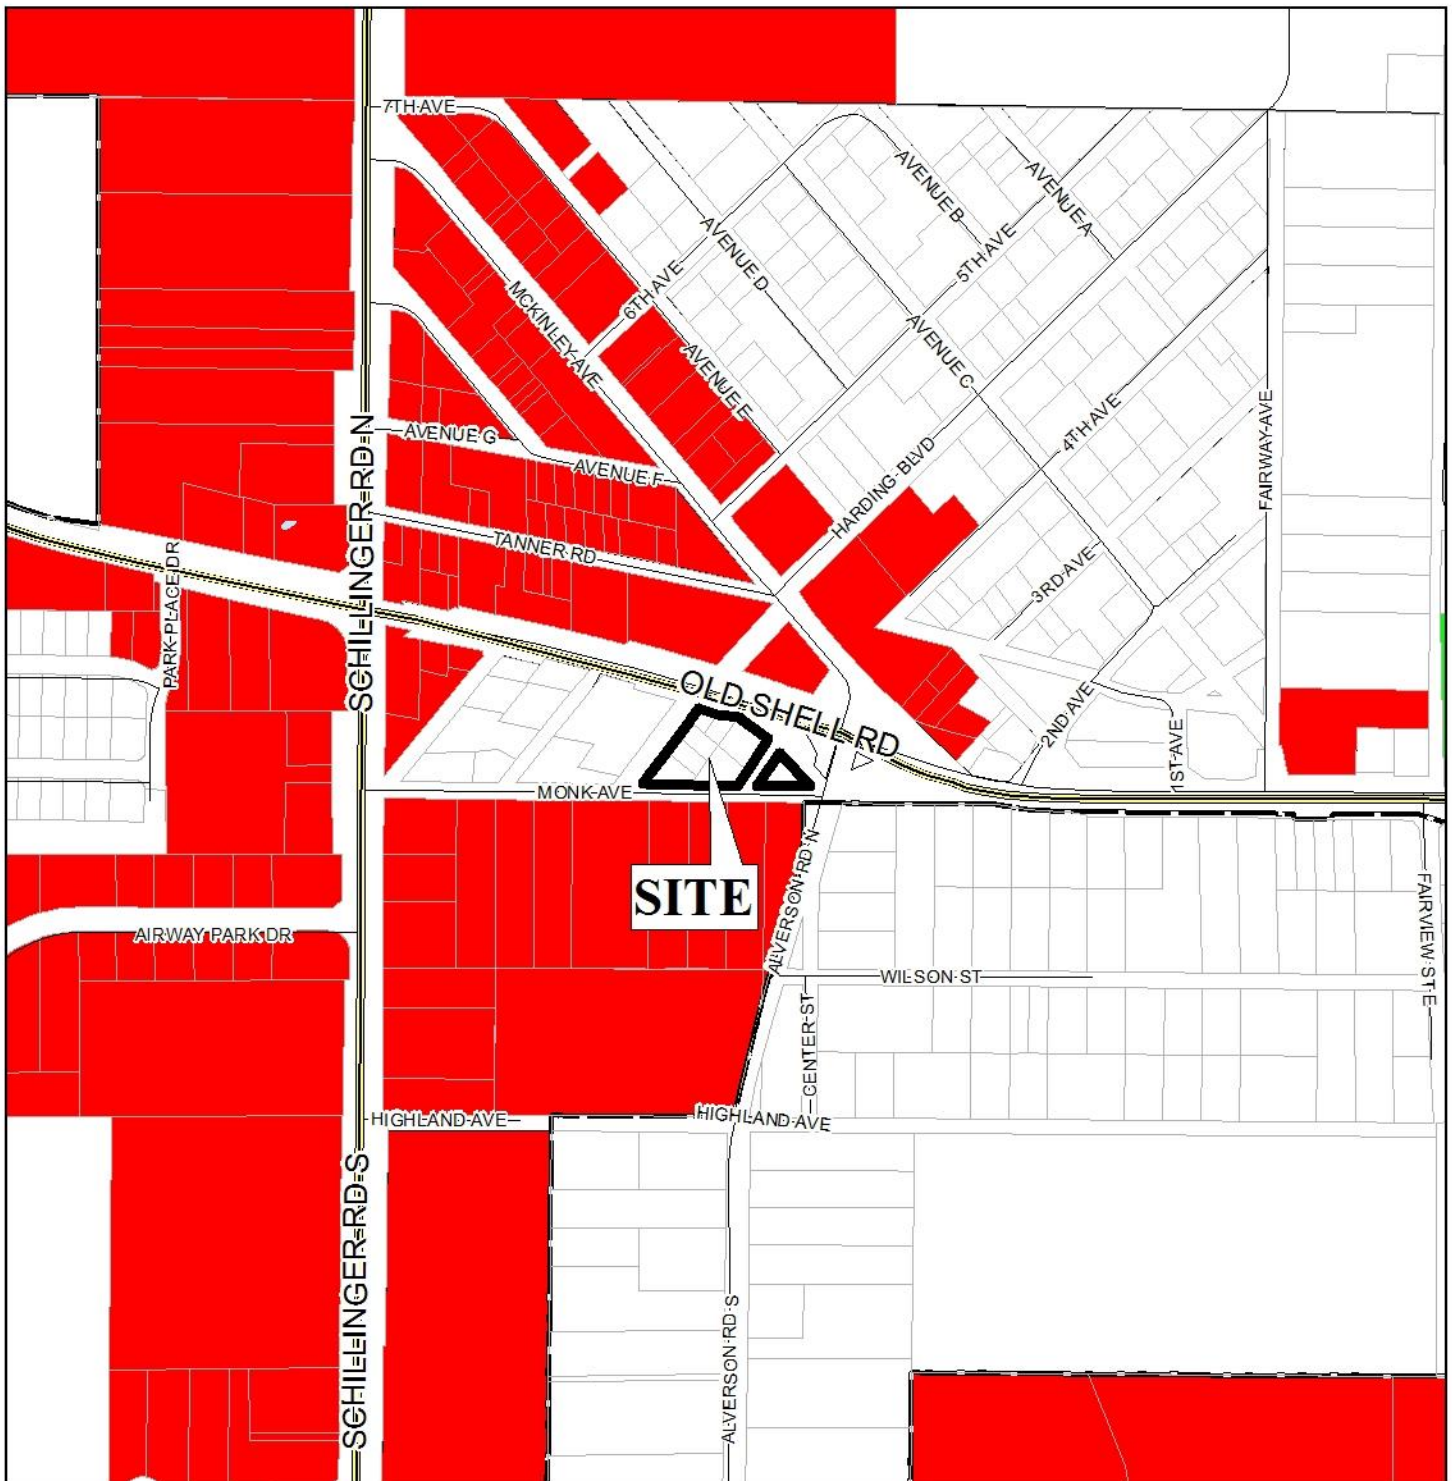 7TH AVE
AVENUE B
AVENUE A
AVENUE D
5TH AVE
6TH AVE
MCKINLEY AVE
AVENUE C
AVENUE E
SCHILLINGER RD N
AVENUE G
AVENUE F
HARDING BLVD
4TH AVE
FAIRWAY AVE
TANNER RD
PARK PLACE DR
3RD AVE
OLD SHELL RD
2ND AVE
1ST AVE
MONK AVE
SITE
ALVERSON RD N
FAIRVIEW ST E
AIRWAY PARK DR
WILSON ST
CENTER ST
HIGHLAND AVE
HIGHLAND AVE
SCHILLINGER RD S
ALVERSON RD S